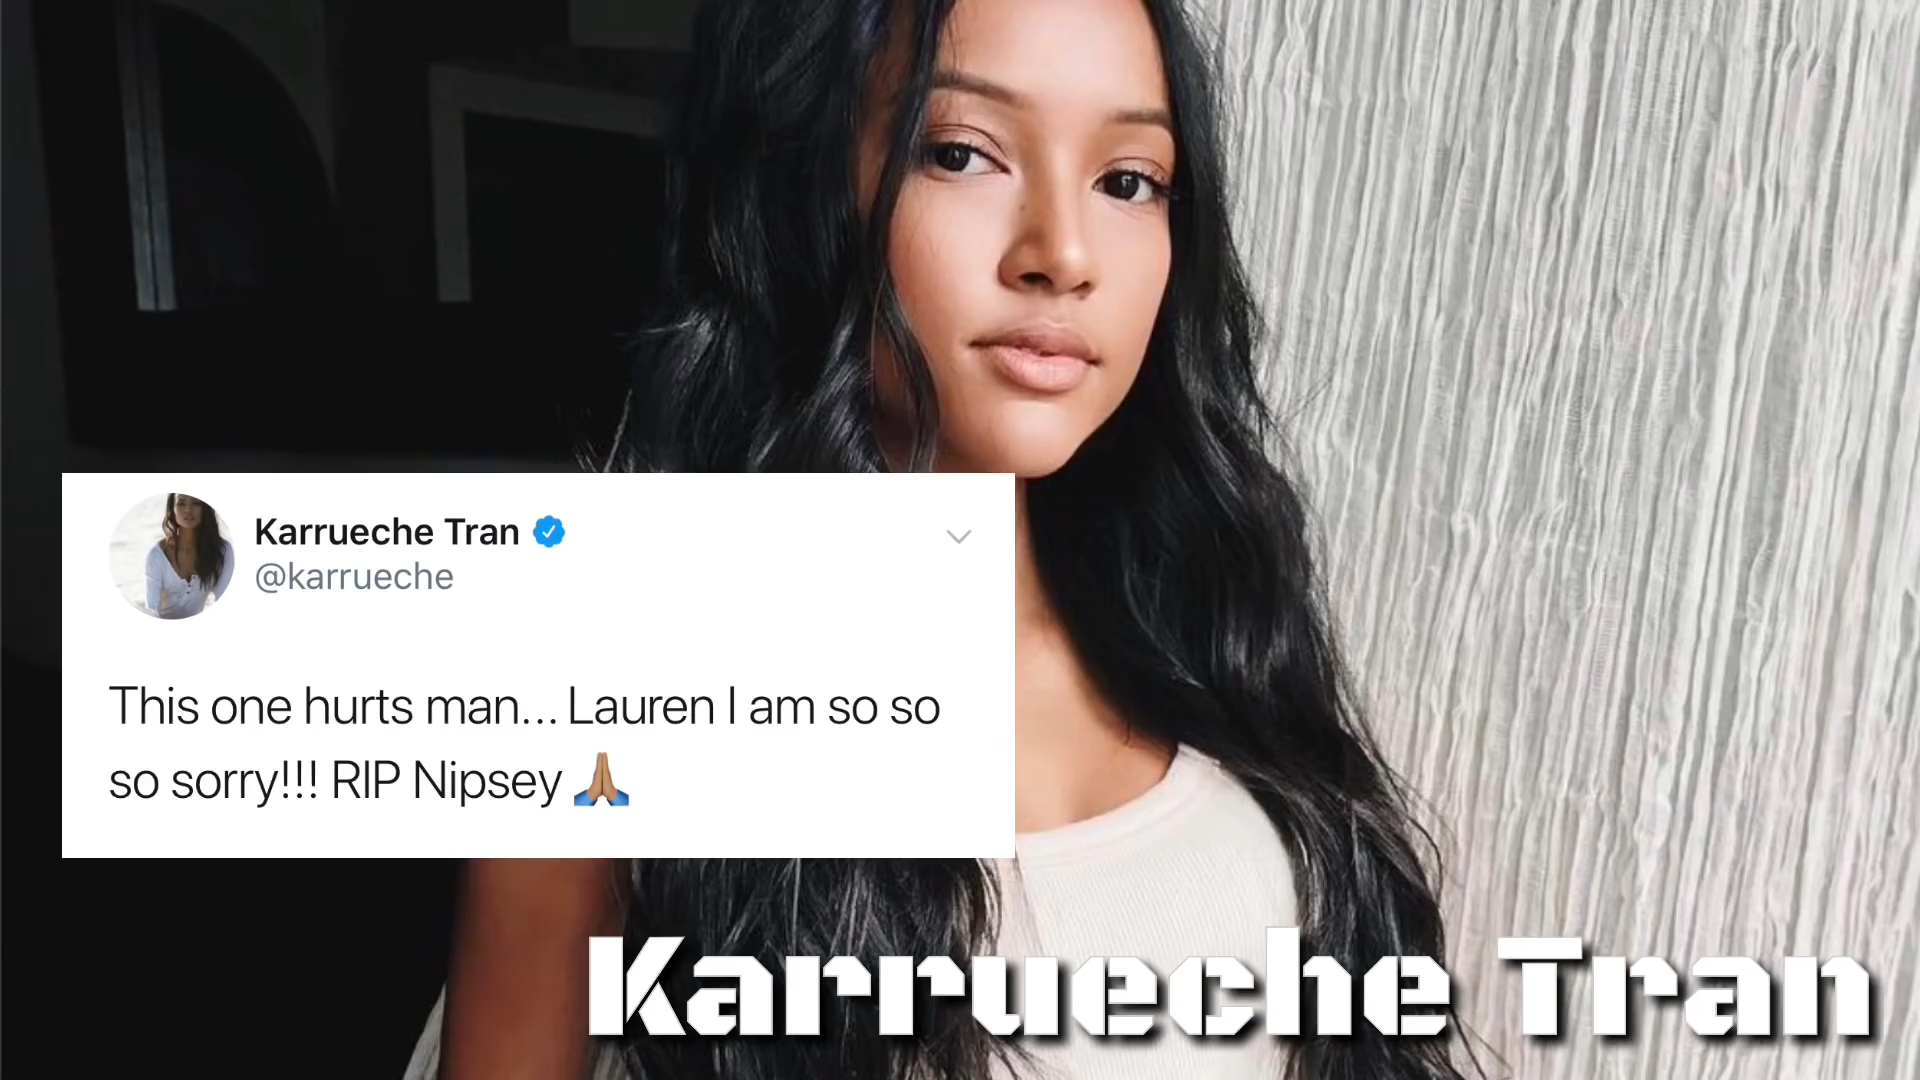 Karrueche Tran
@karrueche
This one hurts man... Lauren I am so so
so sorry!!! RIP Nipsey 🙏🏽
Karrueche Tran